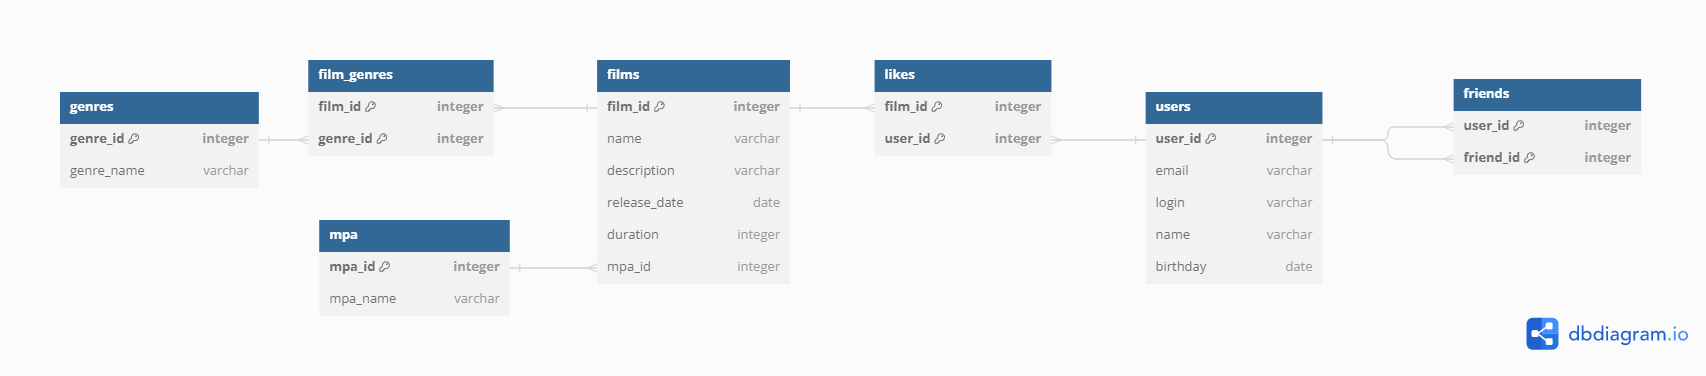 genres
genre_id integer
genre_name varchar
film_genres
film_id integer
genre_id integer
mpa
mpa_id integer
mpa_name varchar
films
film_id integer
name varchar
description varchar
release_date date
duration integer
mpa_id integer
likes
film_id integer
user_id integer
users
user_id integer
email varchar
login varchar
name varchar
birthday date
friends
user_id integer
friend_id integer
dbdiagram.io